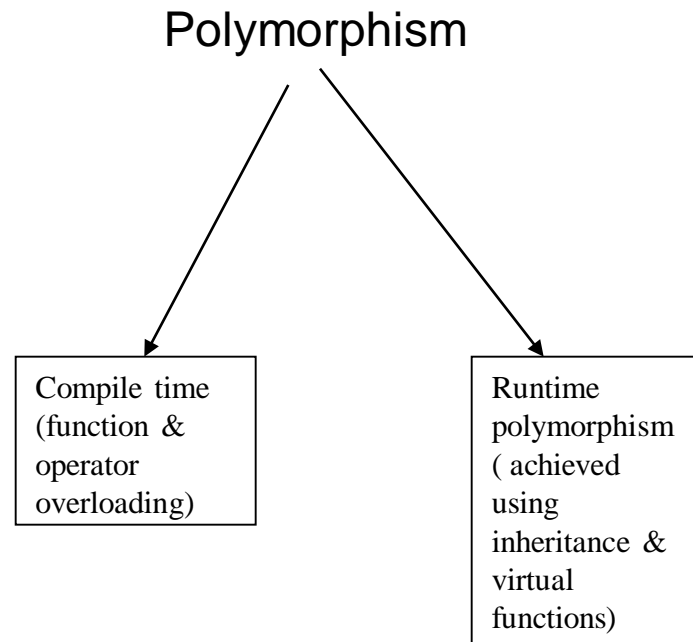 Polymorphism
Compile time
(function &
operator
overloading)
Runtime
polymorphism
( achieved
using
inheritance &
virtual
functions)